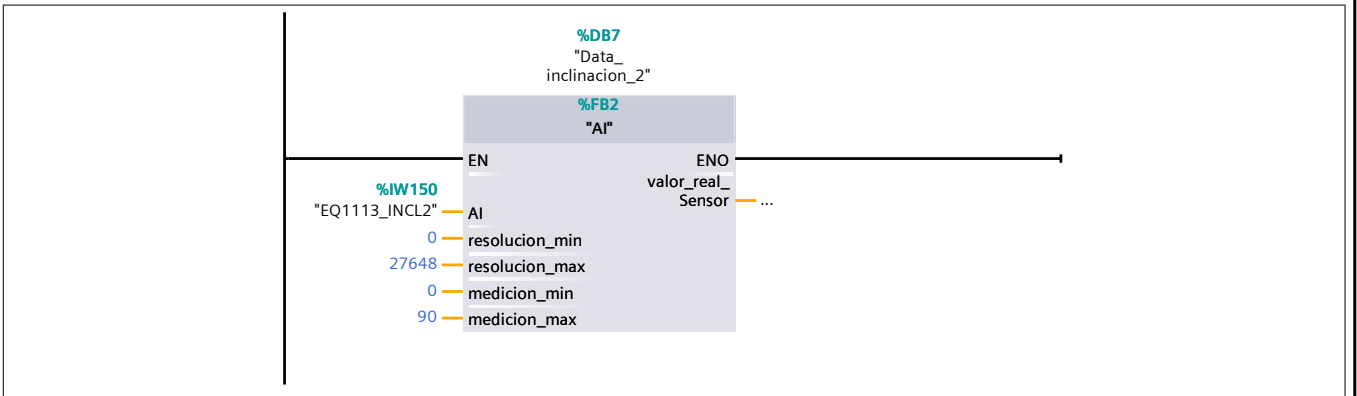 %DB7
"Data_
inclinacion_2"
%FB2
"AI"
EN
ENO
valor_real_
Sensor
...
%IW150
"EQ1113_INCL2"
AI
0
resolucion_min
27648
resolucion_max
0
medicion_min
90
medicion_max